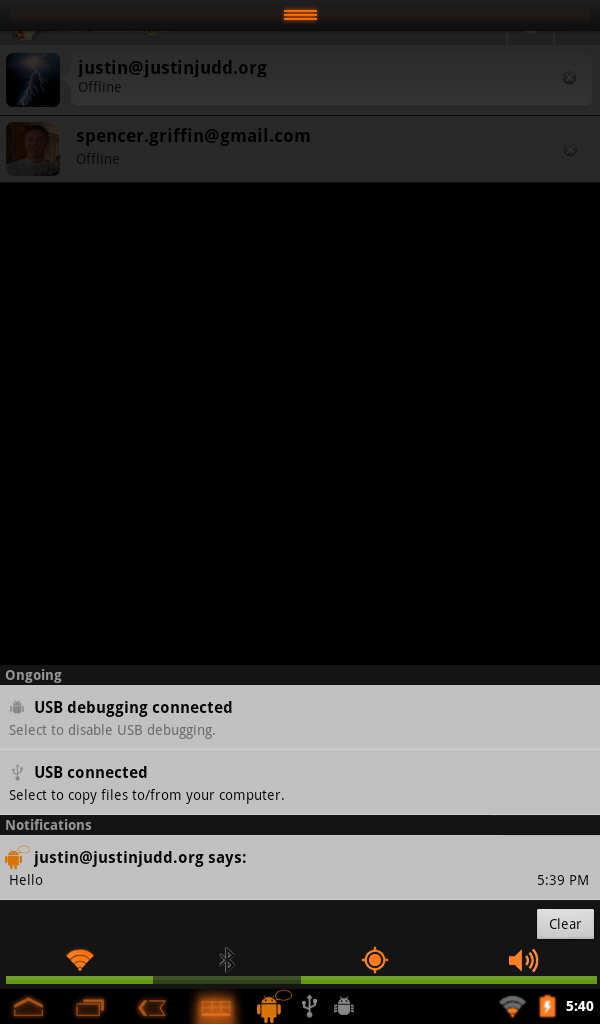 justin@justinjudd.org
Offline
spencer.griffin@gmail.com
Offline
Ongoing
USB debugging connected
Select to disable USB debugging.
USB connected
Select to copy files to/from your computer.
Notifications
justin@justinjudd.org says:
Hello 5:39 PM
Clear
5:40